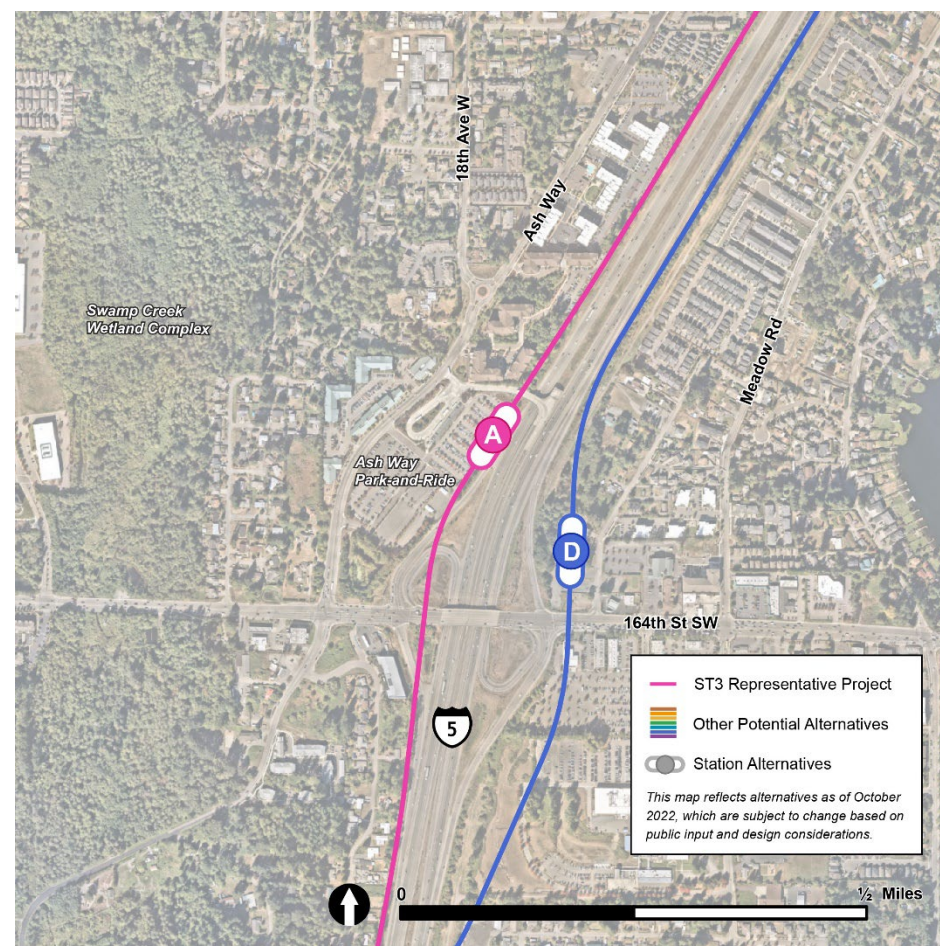 18th Ave W
Ash Way
Swamp Creek
Wetland Complex
Meadow Rd
A
Ash Way
Park-and-Ride
D
164th St SW
5
ST3 Representative Project
Other Potential Alternatives
Station Alternatives
This map reflects alternatives as of October
2022, which are subject to change based on
public input and design considerations.
0
½ Miles